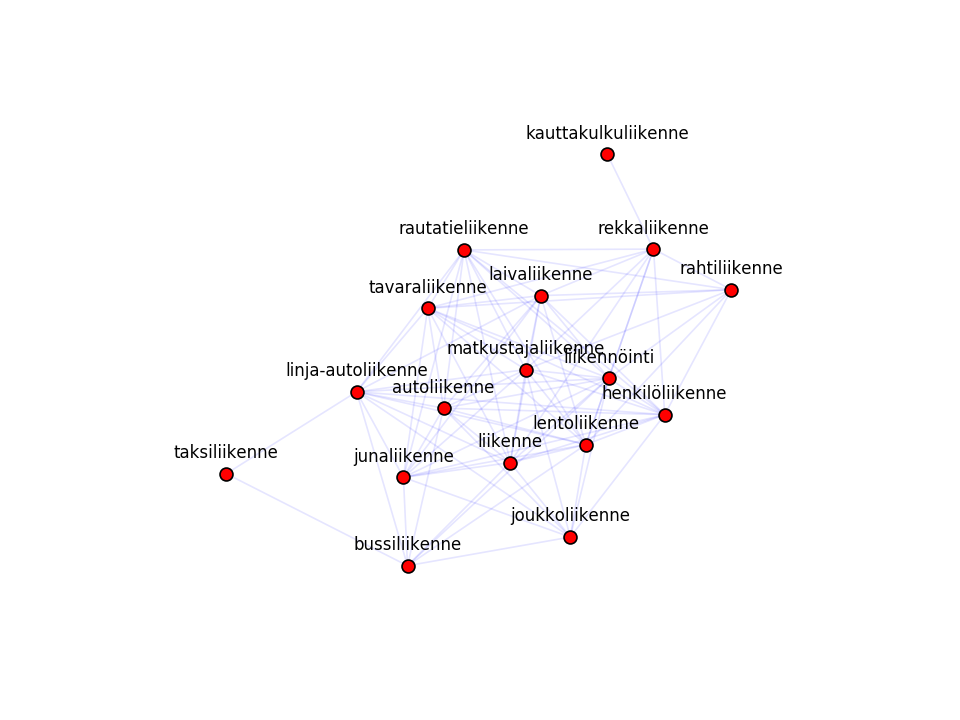 kauttakulkuliikenne
rautatieliikenne
rekkaliikenne
rahtiliikenne
laivaliikenne
tavaraliikenne
matkustajaliikenne
liikennöinti
linja-autoliikenne
autoliikenne
henkilöliikenne
lentoliikenne
liikenne
taksiliikenne
junaliikenne
joukkoliikenne
bussiliikenne